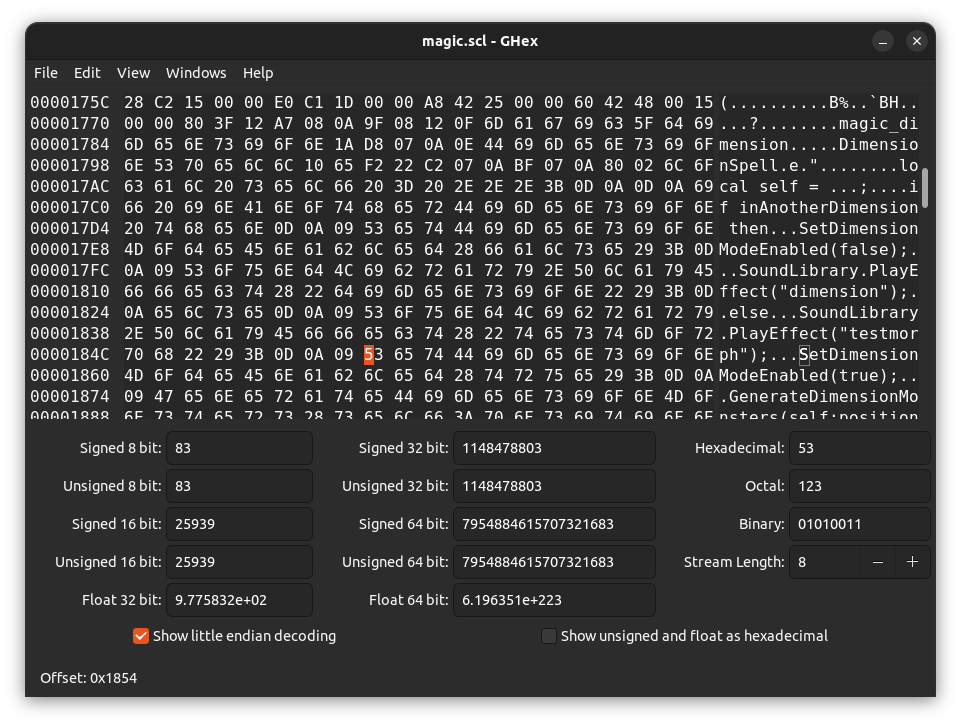 magic.scl - GHex
File Edit View Windows Help
0000175C 28 C2 15 00 00 E0 C1 1D 00 00 A8 42 25 00 00 60 42 48 00 15 (..........B%..`BH..
00001770 00 00 80 3F 12 A7 08 0A 9F 08 12 0F 6D 61 67 69 63 5F 64 69 ...?........magic_di
00001784 6D 65 6E 73 69 6F 6E 1A D8 07 0A 0E 44 69 6D 65 6E 73 69 6F mension.....Dimensio
00001798 6E 53 70 65 6C 6C 10 65 F2 22 C2 07 0A BF 07 0A 80 02 6C 6F nSpell.e."........lo
000017AC 63 61 6C 20 73 65 6C 66 20 3D 20 2E 2E 2E 3B 0D 0A 0D 0A 69 cal self = ...;....i
000017C0 66 20 69 6E 41 6E 6F 74 68 65 72 44 69 6D 65 6E 73 69 6F 6E f inAnotherDimension
000017D4 20 74 68 65 6E 0D 0A 09 53 65 74 44 69 6D 65 6E 73 69 6F 6E  then...SetDimension
000017E8 4D 6F 64 65 45 6E 61 62 6C 65 64 28 66 61 6C 73 65 29 3B 0D ModeEnabled(false);.
000017FC 0A 09 53 6F 75 6E 64 4C 69 62 72 61 72 79 2E 50 6C 61 79 45 ..SoundLibrary.PlayE
00001810 66 66 65 63 74 28 22 64 69 6D 65 6E 73 69 6F 6E 22 29 3B 0D ffect("dimension");.
00001824 0A 65 6C 73 65 0D 0A 09 53 6F 75 6E 64 4C 69 62 72 61 72 79 .else...SoundLibrary
00001838 2E 50 6C 61 79 45 66 66 65 63 74 28 22 74 65 73 74 6D 6F 72 .PlayEffect("testmor
0000184C 70 68 22 29 3B 0D 0A 09 53 65 74 44 69 6D 65 6E 73 69 6F 6E ph");...SetDimension
00001860 4D 6F 64 65 45 6E 61 62 6C 65 64 28 74 72 75 65 29 3B 0D 0A ModeEnabled(true);..
00001874 09 47 65 6E 65 72 61 74 65 44 69 6D 65 6E 73 69 6F 6E 4D 6F .GenerateDimensionMo
00001888 6E 73 74 65 72 73 28 73 65 6C 66 3A 70 6F 73 69 74 69 6F 6E nsters(self:position
Signed 8 bit: 83 Signed 32 bit: 1148478803 Hexadecimal: 53
Unsigned 8 bit: 83 Unsigned 32 bit: 1148478803 Octal: 123
Signed 16 bit: 25939 Signed 64 bit: 7954884615707321683 Binary: 01010011
Unsigned 16 bit: 25939 Unsigned 64 bit: 7954884615707321683 Stream Length: 8 − +
Float 32 bit: 9.775832e+02 Float 64 bit: 6.196351e+223
Show little endian decoding Show unsigned and float as hexadecimal
Offset: 0x1854